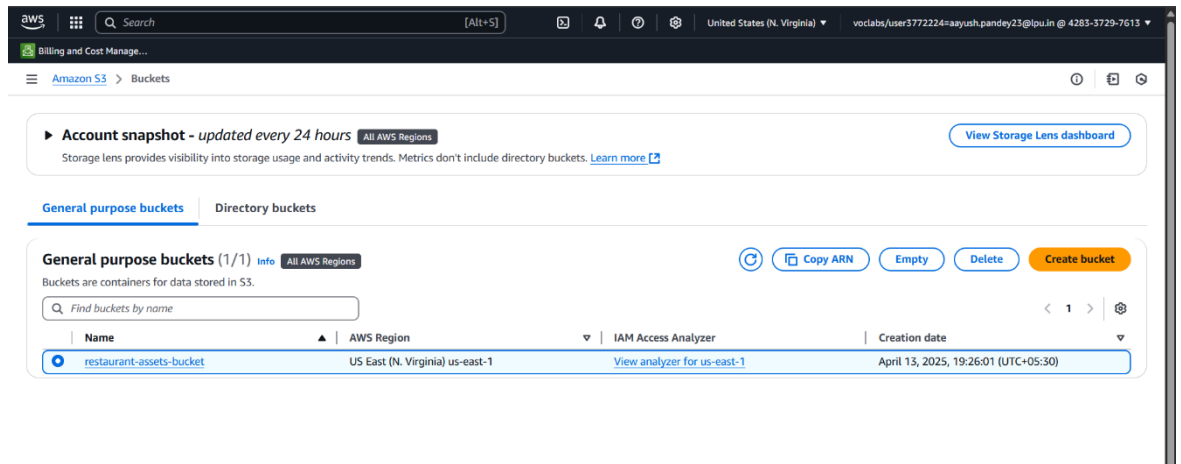 aws Search [Alt+S] United States (N. Virginia) ▼ voclabs/user3772224=aayush.pandey23@lpu.in @ 4283-3729-7613 ▼
Billing and Cost Manage...
Amazon S3 > Buckets
Account snapshot - updated every 24 hours All AWS Regions View Storage Lens dashboard
Storage lens provides visibility into storage usage and activity trends. Metrics don't include directory buckets. Learn more
General purpose buckets Directory buckets
General purpose buckets (1/1) Info All AWS Regions Copy ARN Empty Delete Create bucket
Buckets are containers for data stored in S3.
Find buckets by name < 1 >
Name AWS Region IAM Access Analyzer Creation date
restaurant-assets-bucket US East (N. Virginia) us-east-1 View analyzer for us-east-1 April 13, 2025, 19:26:01 (UTC+05:30)